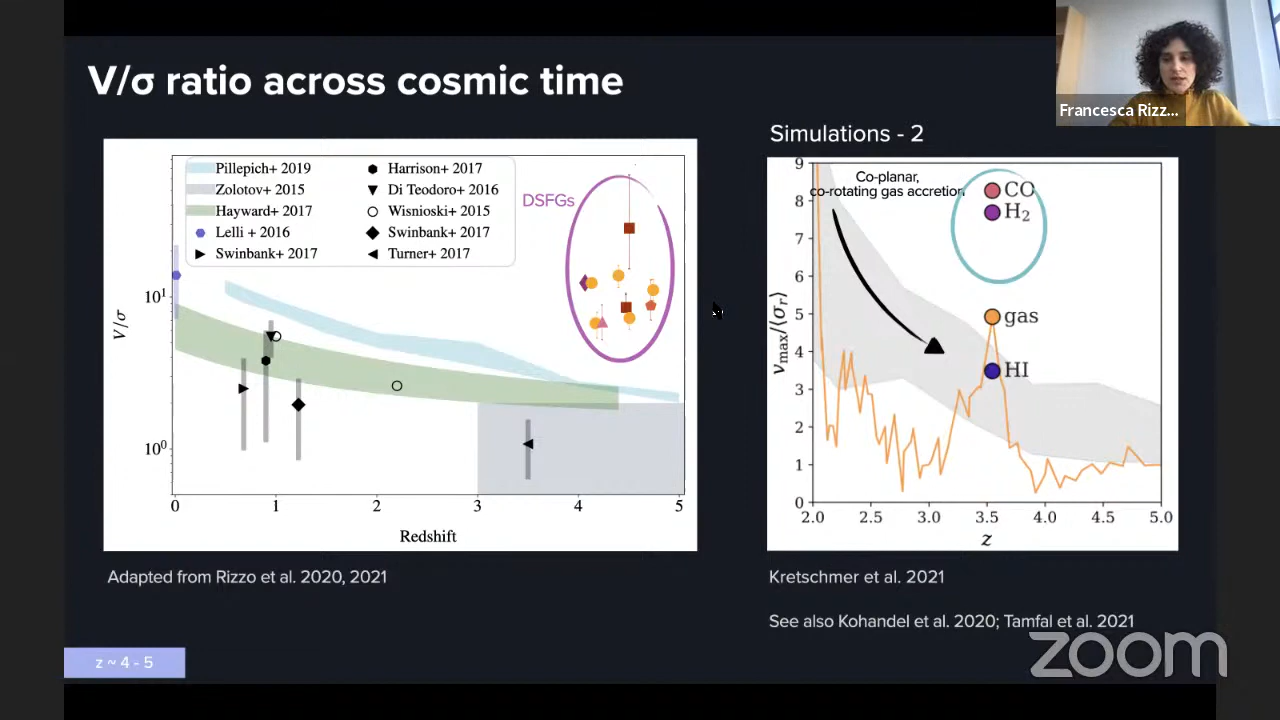 V/σ ratio across cosmic time
Francesca Rizz...
Simulations - 2
Pillepich+ 2019
Zolotov+ 2015
Hayward+ 2017
Lelli + 2016
Swinbank+ 2017
Harrison+ 2017
Di Teodoro+ 2016
Wisnioski+ 2015
Swinbank+ 2017
Turner+ 2017
DSFGs
V/σ
10¹
10⁰
0 1 2 3 4 5
Redshift
Adapted from Rizzo et al. 2020, 2021
Co-planar,
co-rotating gas accretion
CO
H₂
gas
HI
v_max/⟨σ_r⟩
9
8
7
6
5
4
3
2
1
0
2.0 2.5 3.0 3.5 4.0 4.5 5.0
z
Kretschmer et al. 2021
See also Kohandel et al. 2020; Tamfal et al. 2021
z ~ 4 - 5
zoom